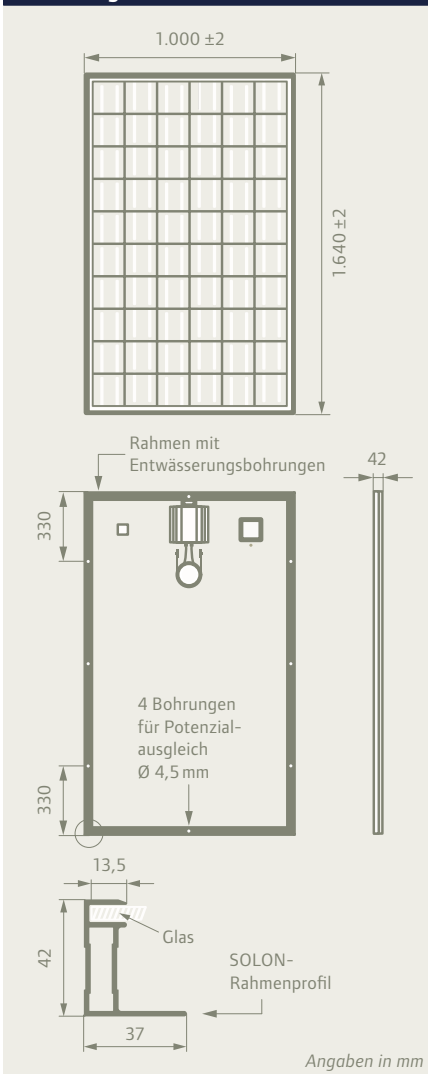 1.000 ±2
1.640 ±2
Rahmen mit
Entwässerungsbohrungen
42
330
4 Bohrungen
für Potenzial-
ausgleich
Ø 4,5 mm
330
13,5
Glas
42
SOLON-
Rahmenprofil
37
Angaben in mm